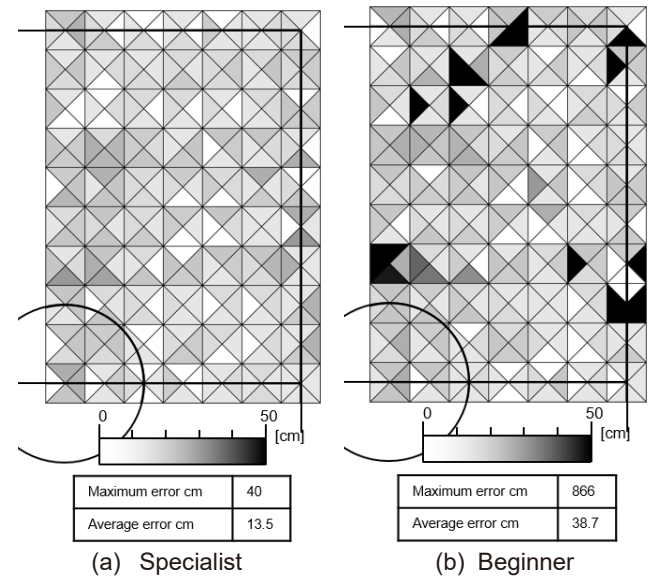 0 50
[cm]
Maximum error cm 40
Average error cm 13.5
(a) Specialist
0 50
[cm]
Maximum error cm 866
Average error cm 38.7
(b) Beginner